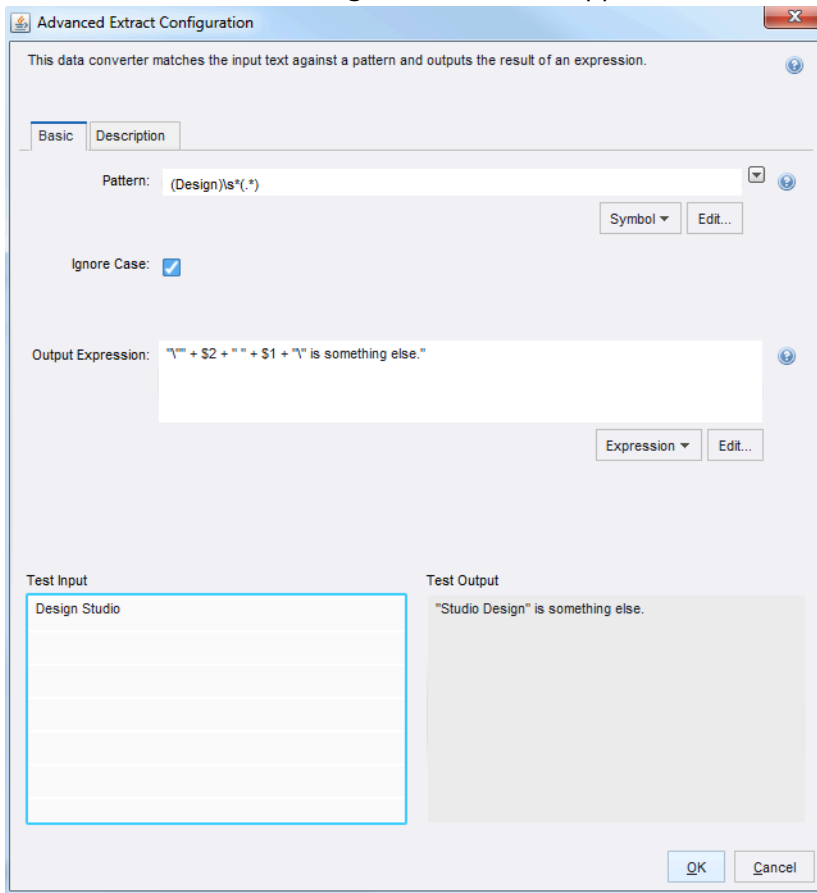 Advanced Extract Configuration
This data converter matches the input text against a pattern and outputs the result of an expression.
Basic Description
Pattern: (Design)\s*(.*)
Symbol Edit...
Ignore Case:
Output Expression: "\"" + $2 + " " + $1 + "\" is something else."
Expression Edit...
Test Input Test Output
Design Studio "Studio Design" is something else.
OK Cancel